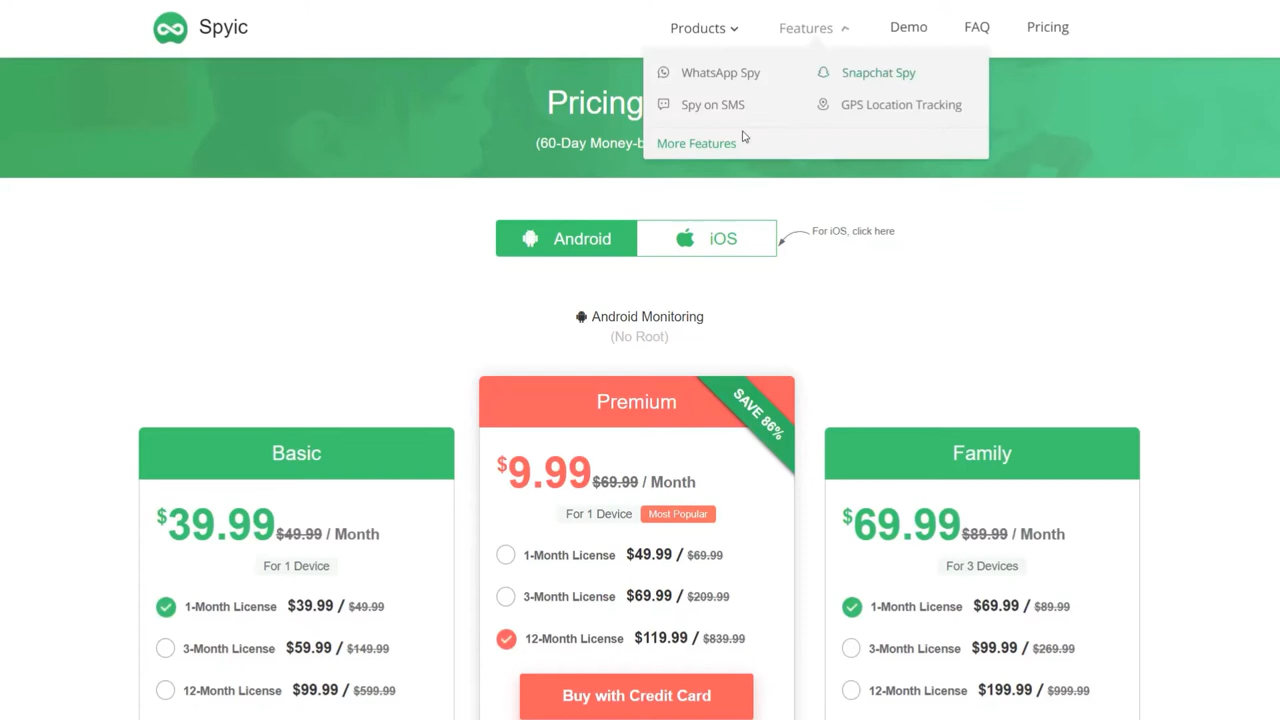 Spyic
Products
Features
Demo
FAQ
Pricing
WhatsApp Spy
Snapchat Spy
Spy on SMS
GPS Location Tracking
More Features
Pricing
(60-Day Money-b
Android
iOS
For iOS, click here
Android Monitoring
(No Root)
Basic
$39.99 $49.99 / Month
For 1 Device
1-Month License $39.99 / $49.99
3-Month License $59.99 / $149.99
12-Month License $99.99 / $599.99
Premium
SAVE 86%
$9.99 $69.99 / Month
For 1 Device Most Popular
1-Month License $49.99 / $69.99
3-Month License $69.99 / $209.99
12-Month License $119.99 / $839.99
Buy with Credit Card
Family
$69.99 $89.99 / Month
For 3 Devices
1-Month License $69.99 / $89.99
3-Month License $99.99 / $269.99
12-Month License $199.99 / $999.99